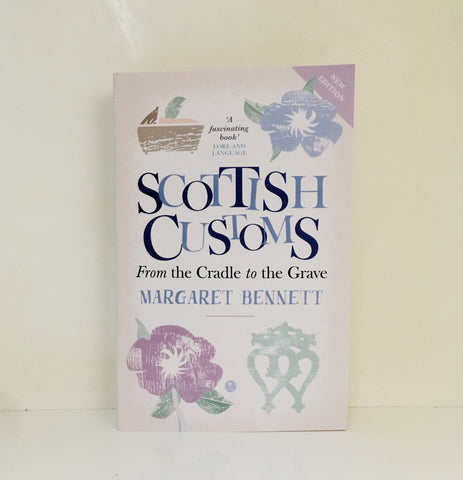 NEW
EDITION
'A
fascinating
book'
LORE AND
LANGUAGE
SCOTTISH
CUSTOMS
From the Cradle to the Grave
MARGARET BENNETT